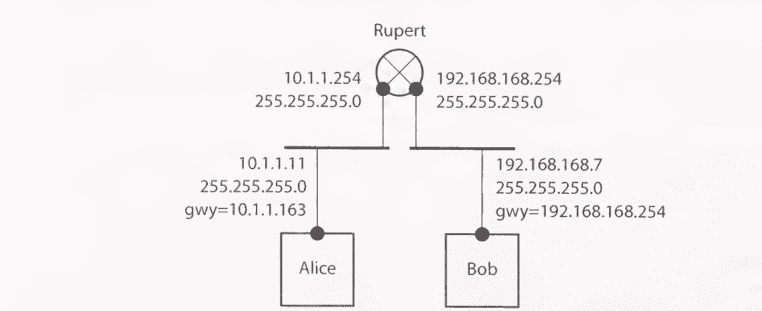 Rupert
10.1.1.254
255.255.255.0
192.168.168.254
255.255.255.0
10.1.1.11
255.255.255.0
gwy=10.1.1.163
192.168.168.7
255.255.255.0
gwy=192.168.168.254
Alice
Bob